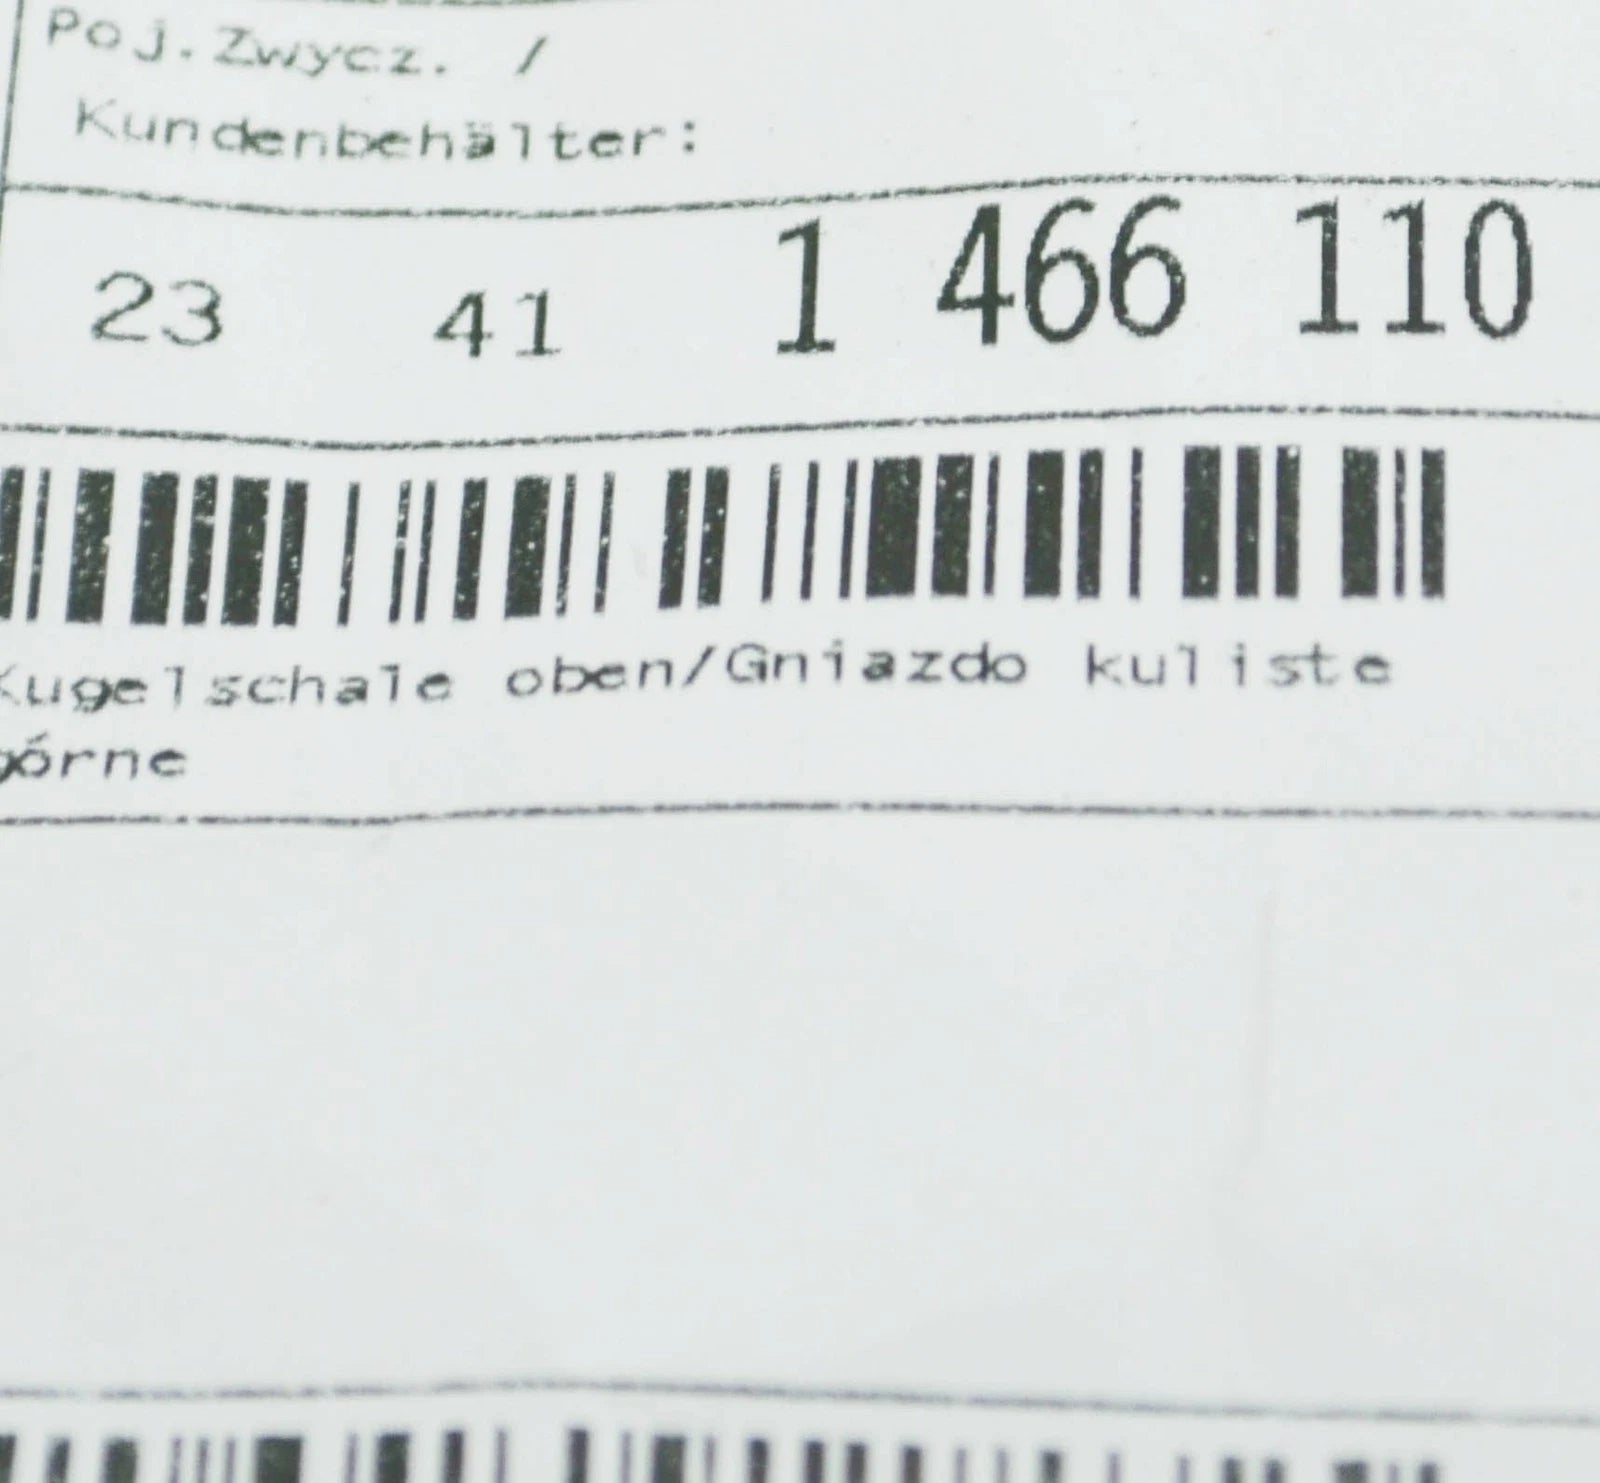 Poj.Zwycz. /
Kundenbehälter:
23 41 1 466 110
Kugelschale oben/Gniazdo kuliste
górne